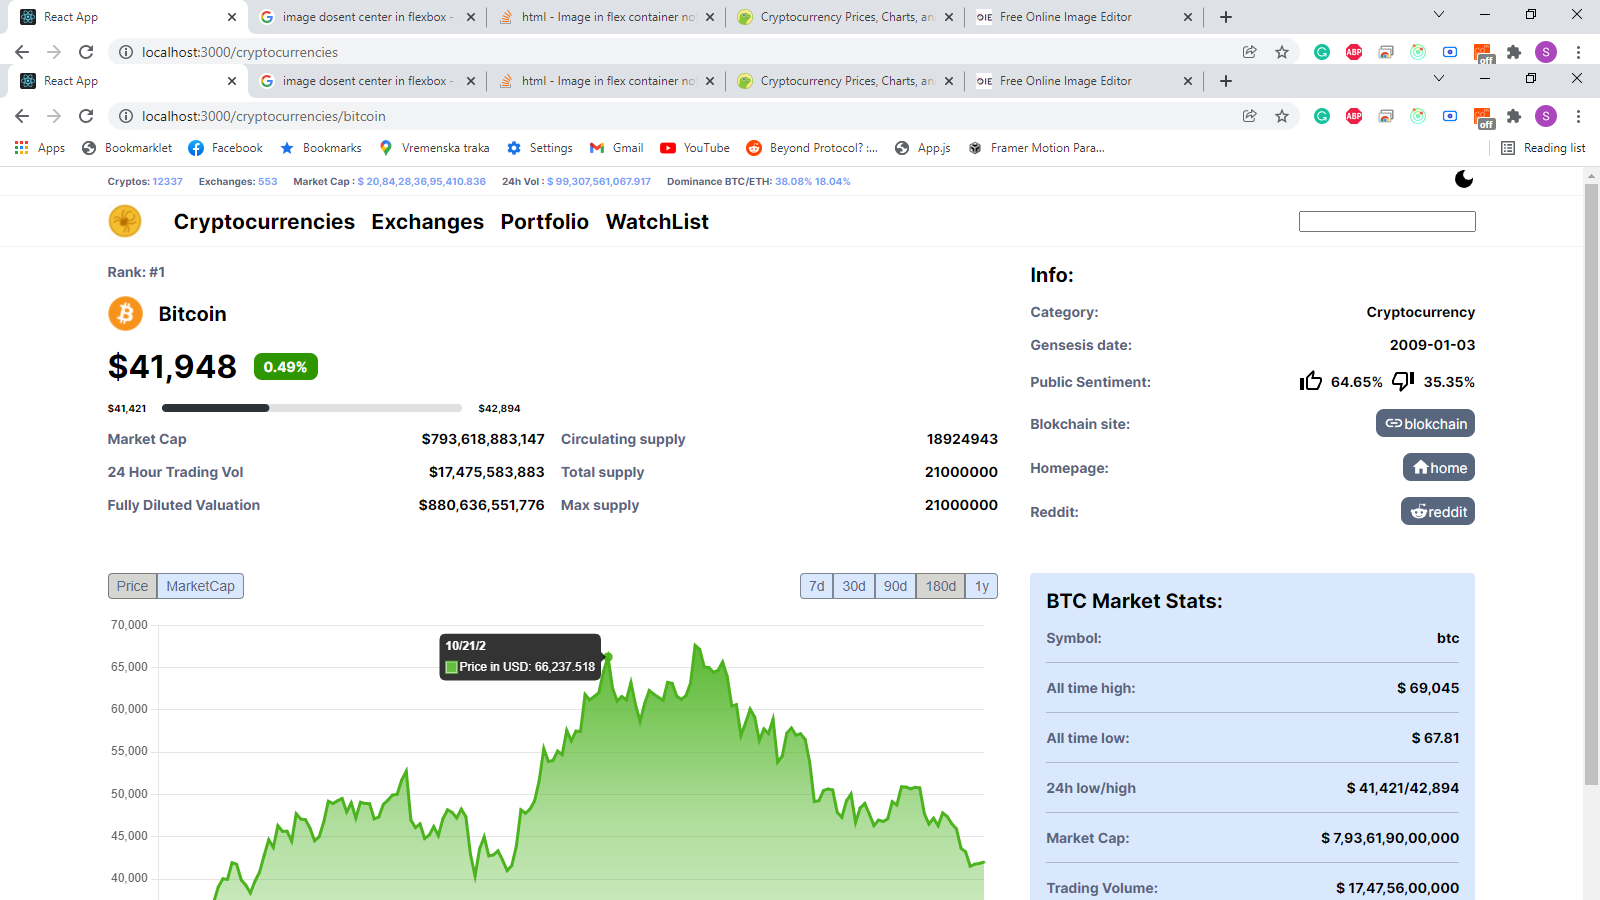 React App
image dosent center in flexbox -
html - Image in flex container no
Cryptocurrency Prices, Charts, an
Free Online Image Editor
localhost:3000/cryptocurrencies
ABP
off
S
React App
image dosent center in flexbox -
html - Image in flex container no
Cryptocurrency Prices, Charts, an
Free Online Image Editor
localhost:3000/cryptocurrencies/bitcoin
ABP
off
S
Apps
Bookmarklet
Facebook
Bookmarks
Vremenska traka
Settings
Gmail
YouTube
Beyond Protocol? :...
App.js
Framer Motion Para...
Reading list
Cryptos: 12337
Exchanges: 553
Market Cap : $ 20,84,28,36,95,410.836
24h Vol : $ 99,307,561,067.917
Dominance BTC/ETH: 38.08% 18.04%
Cryptocurrencies
Exchanges
Portfolio
WatchList
Rank: #1
Bitcoin
$41,948
0.49%
$41,421
$42,894
Market Cap
$793,618,883,147
Circulating supply
18924943
24 Hour Trading Vol
$17,475,583,883
Total supply
21000000
Fully Diluted Valuation
$880,636,551,776
Max supply
21000000
Info:
Category:
Cryptocurrency
Gensesis date:
2009-01-03
Public Sentiment:
64.65%
35.35%
Blokchain site:
blokchain
Homepage:
home
Reddit:
reddit
Price
MarketCap
7d
30d
90d
180d
1y
70,000
65,000
60,000
55,000
50,000
45,000
40,000
10/21/2
Price in USD: 66,237.518
BTC Market Stats:
Symbol:
btc
All time high:
$ 69,045
All time low:
$ 67.81
24h low/high
$ 41,421/42,894
Market Cap:
$ 7,93,61,90,00,000
Trading Volume:
$ 17,47,56,00,000